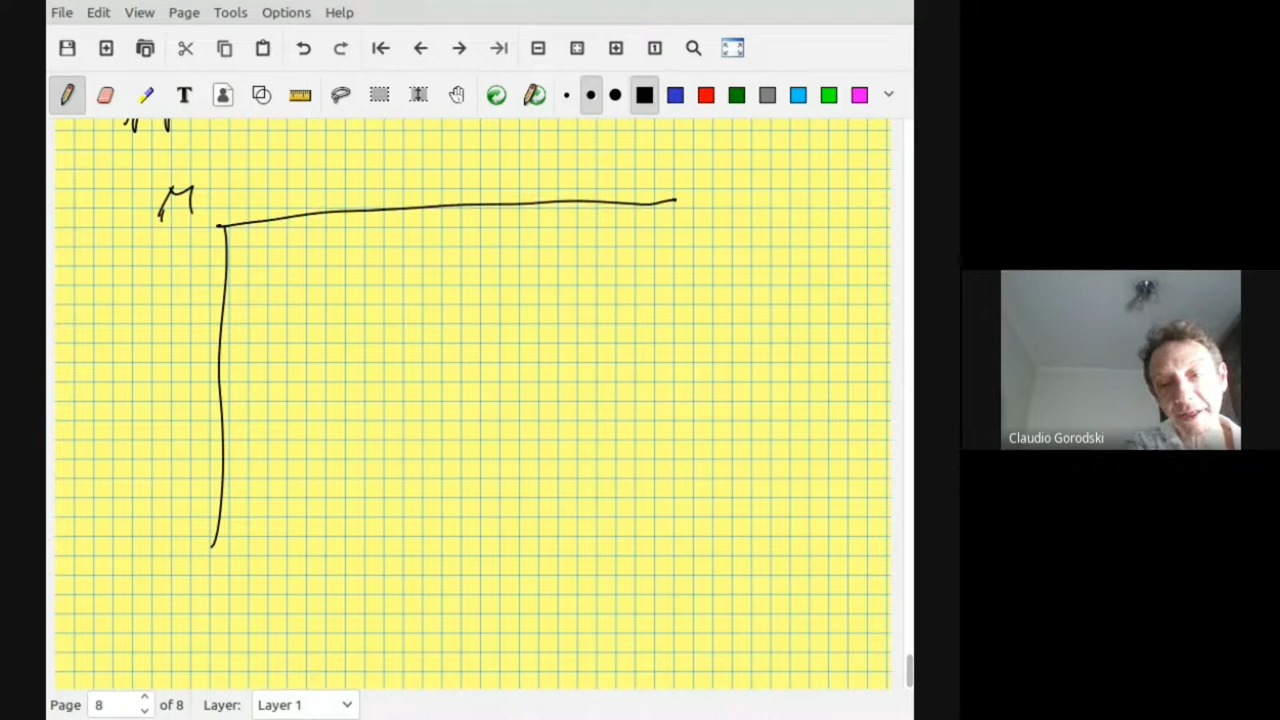 File Edit View Page Tools Options Help
M
Claudio Gorodski
Page 8 of 8 Layer: Layer 1